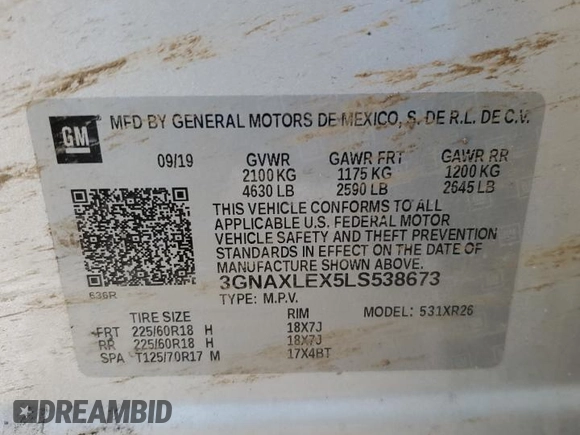 GM MFD BY GENERAL MOTORS DE MEXICO, S. DE R.L. DE C.V.
09/19 GVWR GAWR FRT GAWR RR
2100 KG 1175 KG 1200 KG
4630 LB 2590 LB 2645 LB
THIS VEHICLE CONFORMS TO ALL
APPLICABLE U.S. FEDERAL MOTOR
VEHICLE SAFETY AND THEFT PREVENTION
STANDARDS IN EFFECT ON THE DATE OF
MANUFACTURE SHOWN ABOVE.
3GNAXLEX5LS538673
636R TYPE: M.P.V.
MODEL: 531XR26
TIRE SIZE RIM
FRT 225/60R18 H 18X7J
RR 225/60R18 H 18X7J
SPA T125/70R17 M 17X4BT
DREAMBID